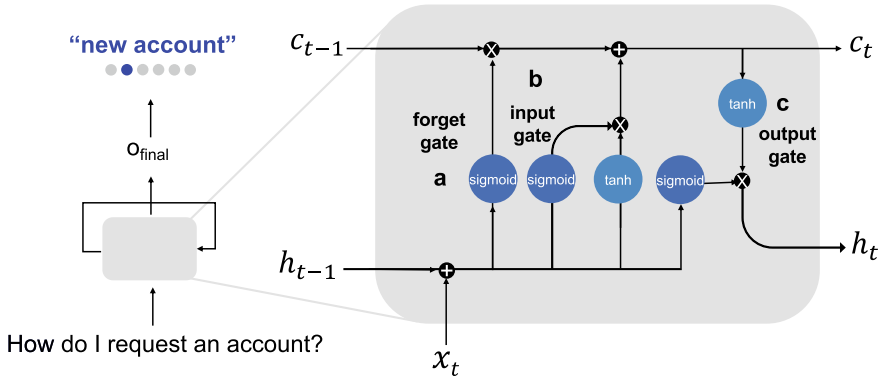 “new account”
o_final
How do I request an account?
c_{t-1}
c_t
b
forget
gate
input
gate
c
output
gate
a
sigmoid
sigmoid
tanh
sigmoid
tanh
h_{t-1}
h_t
x_t